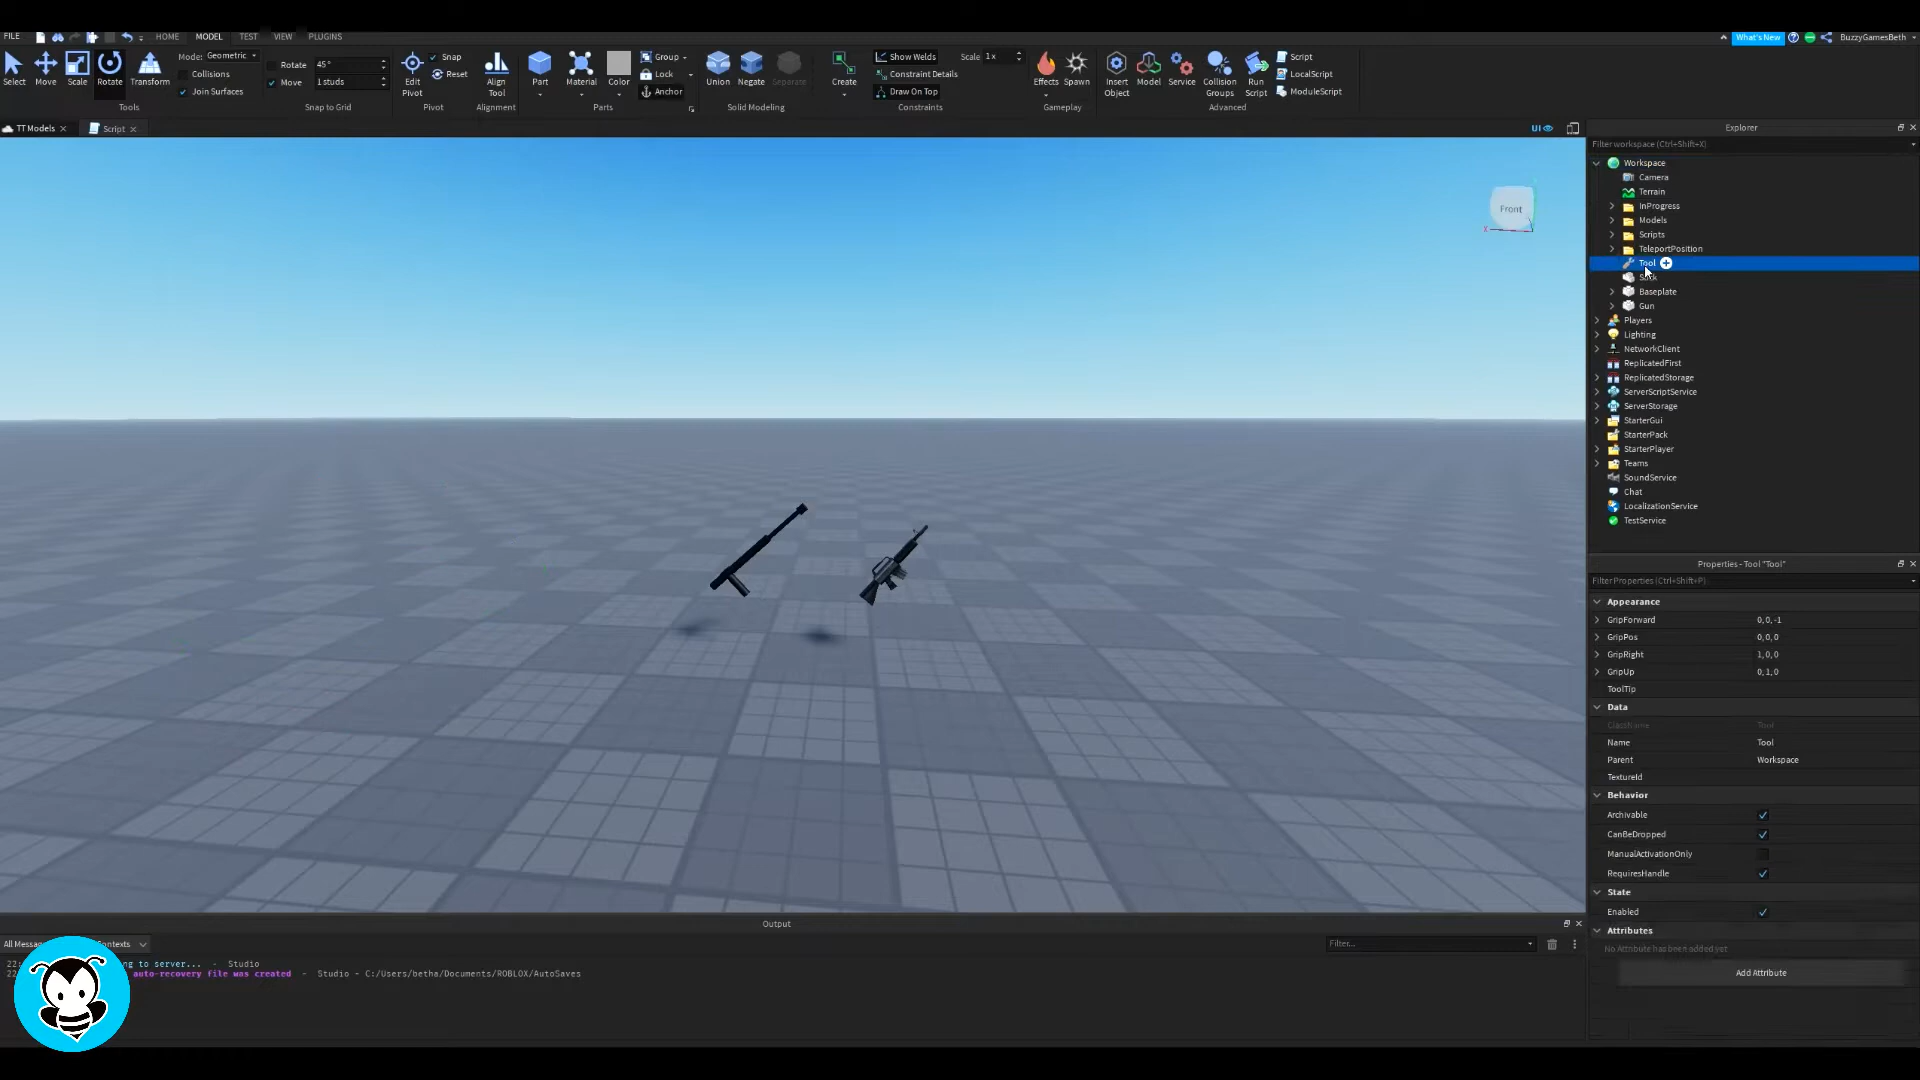 FILE HOME MODEL TEST VIEW PLUGINS What's New BuzzyGamesBeth
Select Move Scale Rotate Transform
Mode: Geometric
Collisions
Join Surfaces
Tools
Rotate 45°
Move 1 studs
Snap to Grid
Edit Pivot
Snap
Reset
Pivot
Align Tool
Alignment
Part Material Color
Group
Lock
Anchor
Parts
Union Negate Separate
Solid Modeling
Create
Show Welds
Scale 1x
Constraint Details
Draw On Top
Constraints
Effects Spawn
Gameplay
Insert Object
Model
Service
Collision Groups
Run Script
Script
LocalScript
ModuleScript
Advanced
TT Models
Script
UI
Front
Explorer
Filter workspace (Ctrl+Shift+X)
Workspace
Camera
Terrain
InProgress
Models
Scripts
TeleportPosition
Tool
Baseplate
Gun
Players
Lighting
NetworkClient
ReplicatedFirst
ReplicatedStorage
ServerScriptService
ServerStorage
StarterGui
StarterPack
StarterPlayer
Teams
SoundService
Chat
LocalizationService
TestService
Properties - Tool "Tool"
Filter Properties (Ctrl+Shift+P)
Appearance
GripForward 0, 0, -1
GripPos 0, 0, 0
GripRight 1, 0, 0
GripUp 0, 1, 0
ToolTip
Data
ClassName Tool
Name Tool
Parent Workspace
TextureId
Behavior
Archivable
CanBeDropped
ManualActivationOnly
RequiresHandle
State
Enabled
Attributes
No Attribute has been added yet
Add Attribute
Output
All Messa ontexts
Filter...
22: ng to server... - Studio
22 auto-recovery file was created - Studio - C:/Users/betha/Documents/ROBLOX/AutoSaves